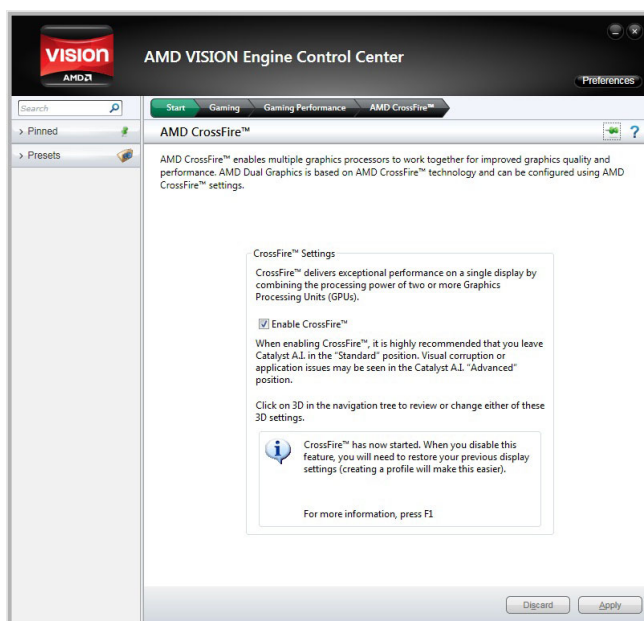 VISION
AMD
AMD VISION Engine Control Center
Preferences
Search
Start
Gaming
Gaming Performance
AMD CrossFire™
> Pinned
> Presets
AMD CrossFire™
?
AMD CrossFire™ enables multiple graphics processors to work together for improved graphics quality and
performance. AMD Dual Graphics is based on AMD CrossFire™ technology and can be configured using AMD
CrossFire™ settings.
CrossFire™ Settings
CrossFire™ delivers exceptional performance on a single display by
combining the processing power of two or more Graphics
Processing Units (GPUs).
Enable CrossFire™
When enabling CrossFire™, it is highly recommended that you leave
Catalyst A.I. in the "Standard" position. Visual corruption or
application issues may be seen in the Catalyst A.I. "Advanced"
position.
Click on 3D in the navigation tree to review or change either of these
3D settings.
CrossFire™ has now started. When you disable this
feature, you will need to restore your previous display
settings (creating a profile will make this easier).
For more information, press F1
Discard
Apply